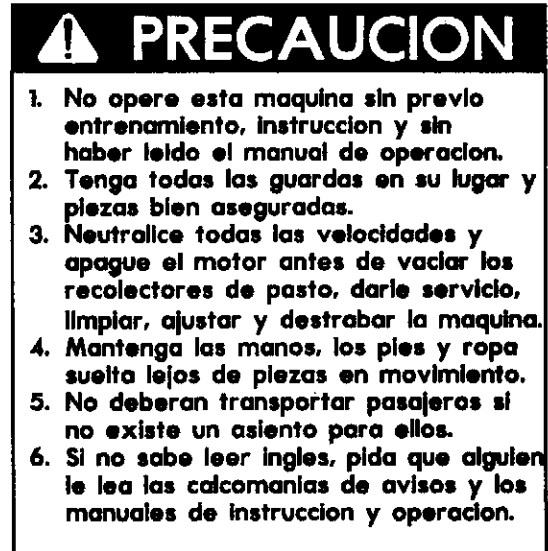 PRECAUCION
1. No opere esta maquina sin previo
entrenamiento, instruccion y sin
haber leido el manual de operacion.
2. Tenga todas las guardas en su lugar y
piezas bien aseguradas.
3. Neutralice todas las velocidades y
apague el motor antes de vaciar los
recolectores de pasto, darle servicio,
limpiar, ajustar y destrabar la maquina.
4. Mantenga las manos, los pies y ropa
suelta lejos de piezas en movimiento.
5. No deberan transportar pasajeros si
no existe un asiento para ellos.
6. Si no sabe leer ingles, pida que alguien
le lea las calcomanias de avisos y los
manuales de instruccion y operacion.